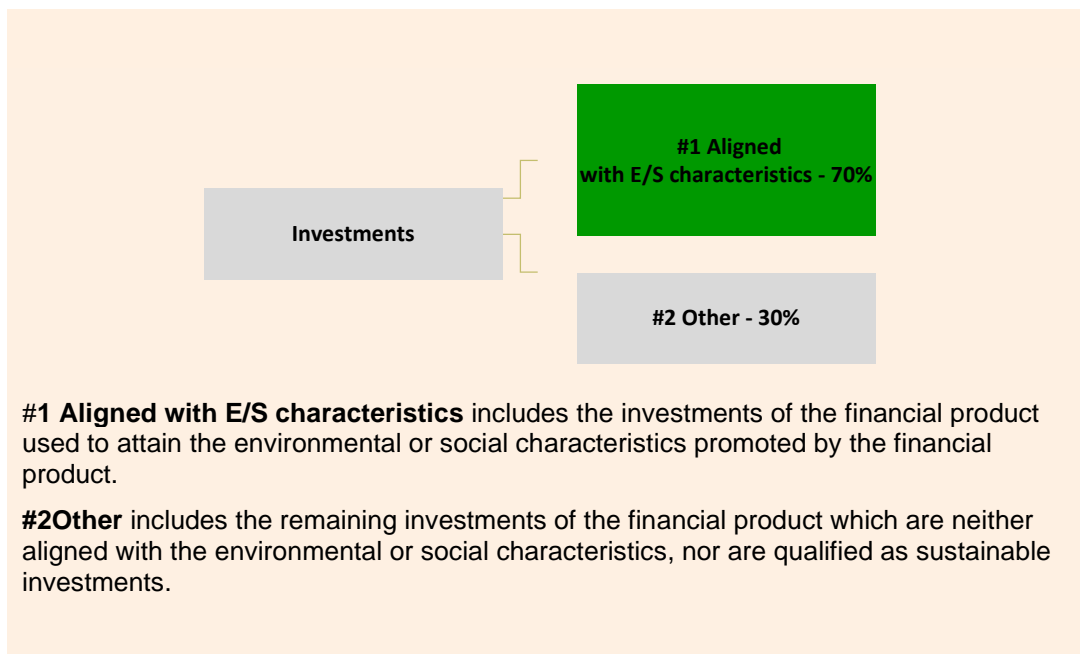 #1 Aligned
with E/S characteristics - 70%
Investments
#2 Other - 30%
#1 Aligned with E/S characteristics includes the investments of the financial product
used to attain the environmental or social characteristics promoted by the financial
product.
#2Other includes the remaining investments of the financial product which are neither
aligned with the environmental or social characteristics, nor are qualified as sustainable
investments.